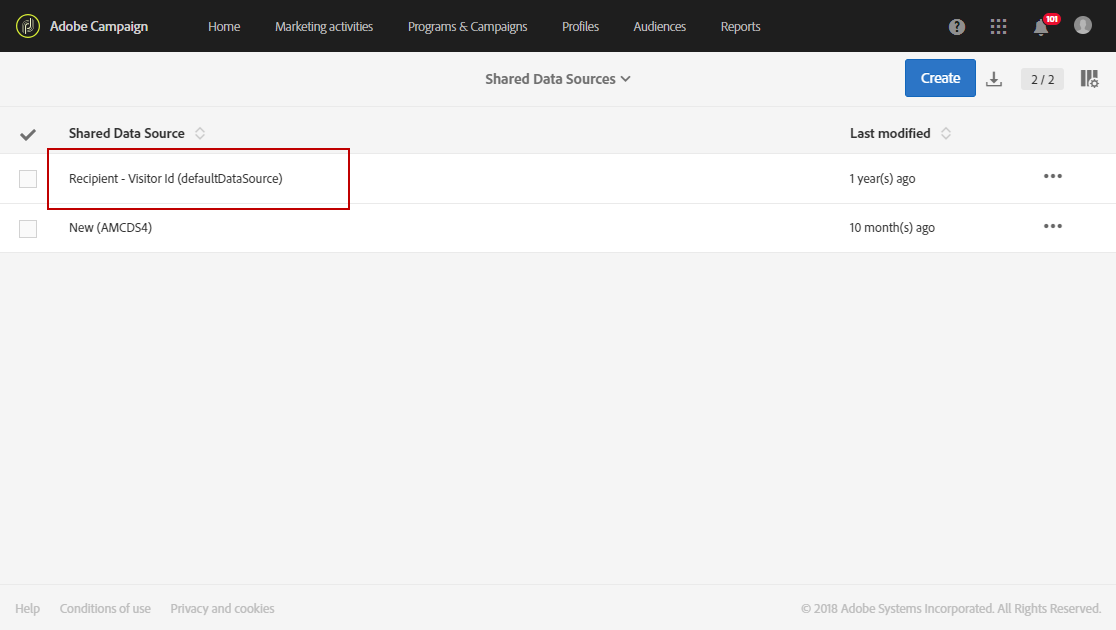 Adobe Campaign Home Marketing activities Programs & Campaigns Profiles Audiences Reports ? 101
Shared Data Sources Create 2 / 2
Shared Data Source Last modified
Recipient - Visitor Id (defaultDataSource) 1 year(s) ago
New (AMCDS4) 10 month(s) ago
Help Conditions of use Privacy and cookies © 2018 Adobe Systems Incorporated. All Rights Reserved.